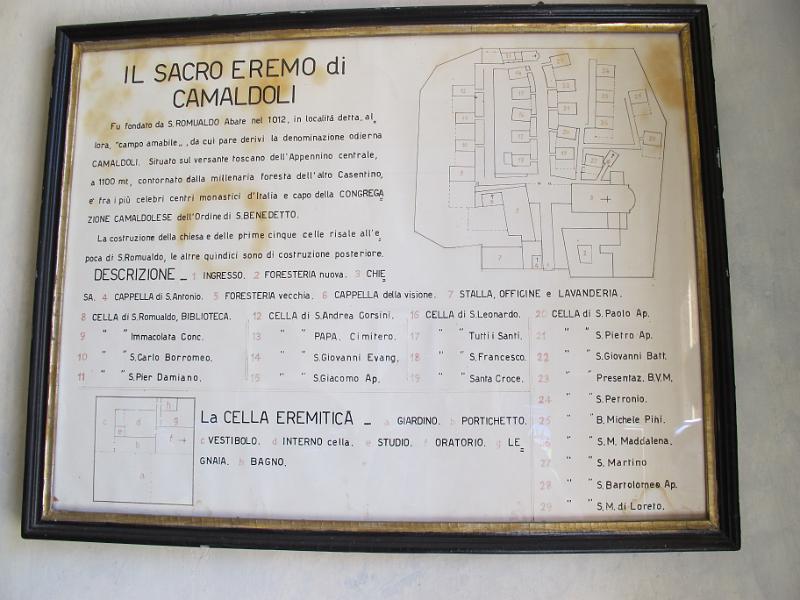 IL SACRO EREMO di
CAMALDOLI
Fu fondato da S. ROMUALDO Abate nel 1012, in localitá detta, al_
lora, "campo amabile„, da cui pare derivi la denominazione odierna
CAMALDOLI. Situato sul versante toscano dell'Appennino centrale,
a 1100 mt, contornato dalla millenaria foresta dell'alto Casentino,
e' fra i più celebri centri monastici d'Italia e capo della CONGREGA
ZIONE CAMALDOLESE dell'Ordine di S. BENEDETTO.
La costruzione della chiesa e delle prime cinque celle risale all'e_
poca di S. Romualdo, le altre quindici sono di costruzione posteriore.
DESCRIZIONE _ 1 INGRESSO. 2 FORESTERIA nuova. 3 CHIE_
SA. 4 CAPPELLA di S. Antonio. 5 FORESTERIA vecchia. 6 CAPPELLA della visione. 7 STALLA, OFFICINE e LAVANDERIA.
8 CELLA di S. Romualdo, BIBLIOTECA.
9 " " Immacolata Conc.
10 " " S. Carlo Borromeo.
11 " " S. Pier Damiano.
12 CELLA di S. Andrea Corsini.
13 " " PAPA. Cimitero.
14 " " S. Giovanni Evang.
15 " " S. Giacomo Ap.
16 CELLA di S. Leonardo.
17 " " Tutti i Santi.
18 " " S. Francesco.
19 " " Santa Croce.
20 CELLA di S. Paolo Ap.
21 " " S. Pietro Ap.
22 " " S. Giovanni Batt.
23 " " Presentaz. B.V.M.
24 " " S. Petronio.
25 " " B. Michele Pini.
26 " " S. M. Maddalena.
27 " " S. Martino
28 " " S. Bartolomeo Ap.
29 " " S. M. di Loreto.
La CELLA EREMITICA _ a GIARDINO. b PORTICHETTO.
c VESTIBOLO. d INTERNO cella. e STUDIO. f ORATORIO. g LE_
GNAIA. h BAGNO.
h
c d g
e f
b
a